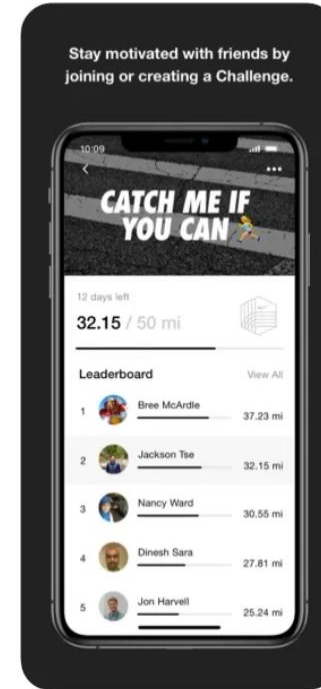 Stay motivated with friends by
joining or creating a Challenge.
10:09
CATCH ME IF
YOU CAN
12 days left
32.15 / 50 mi
Leaderboard View All
1 Bree McArdle 37.23 mi
2 Jackson Tse 32.15 mi
3 Nancy Ward 30.55 mi
4 Dinesh Sara 27.81 mi
5 Jon Harvell 25.24 mi